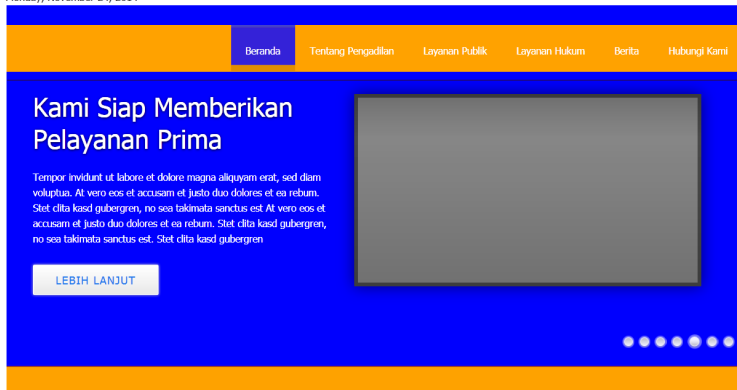 Beranda Tentang Pengadilan Layanan Publik Layanan Hukum Berita Hubungi Kami
Kami Siap Memberikan
Pelayanan Prima
Tempor invidunt ut labore et dolore magna aliquyam erat, sed diam
voluptua. At vero eos et accusam et justo duo dolores et ea rebum.
Stet clita kasd gubergren, no sea takimata sanctus est At vero eos et
accusam et justo duo dolores et ea rebum. Stet clita kasd gubergren,
no sea takimata sanctus est. Stet clita kasd gubergren
LEBIH LANJUT